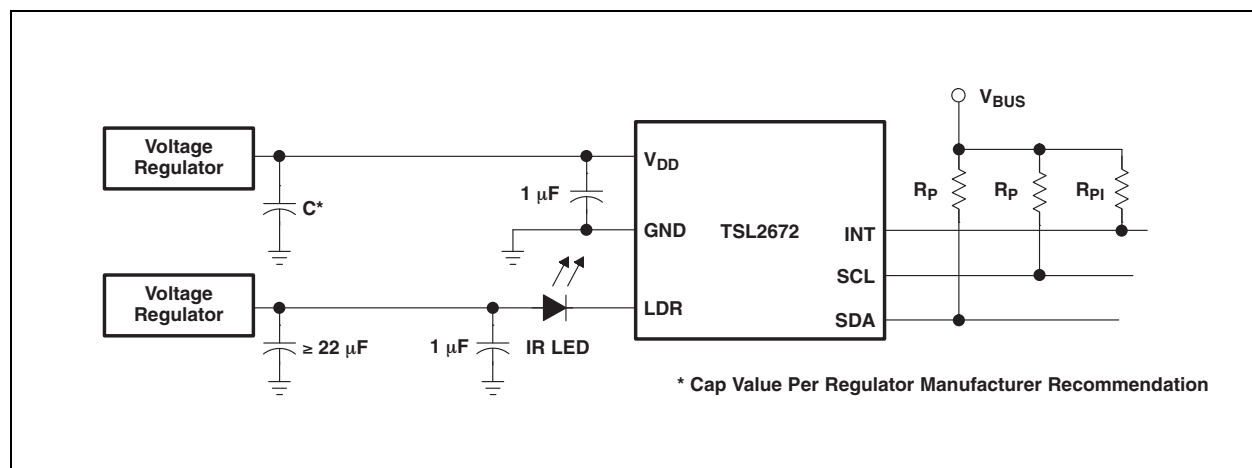 V_BUS
Voltage
Regulator
V_DD
C*
1 μF
R_P
R_P
R_PI
GND
TSL2672
INT
SCL
Voltage
Regulator
LDR
SDA
≥ 22 μF
1 μF
IR LED
* Cap Value Per Regulator Manufacturer Recommendation